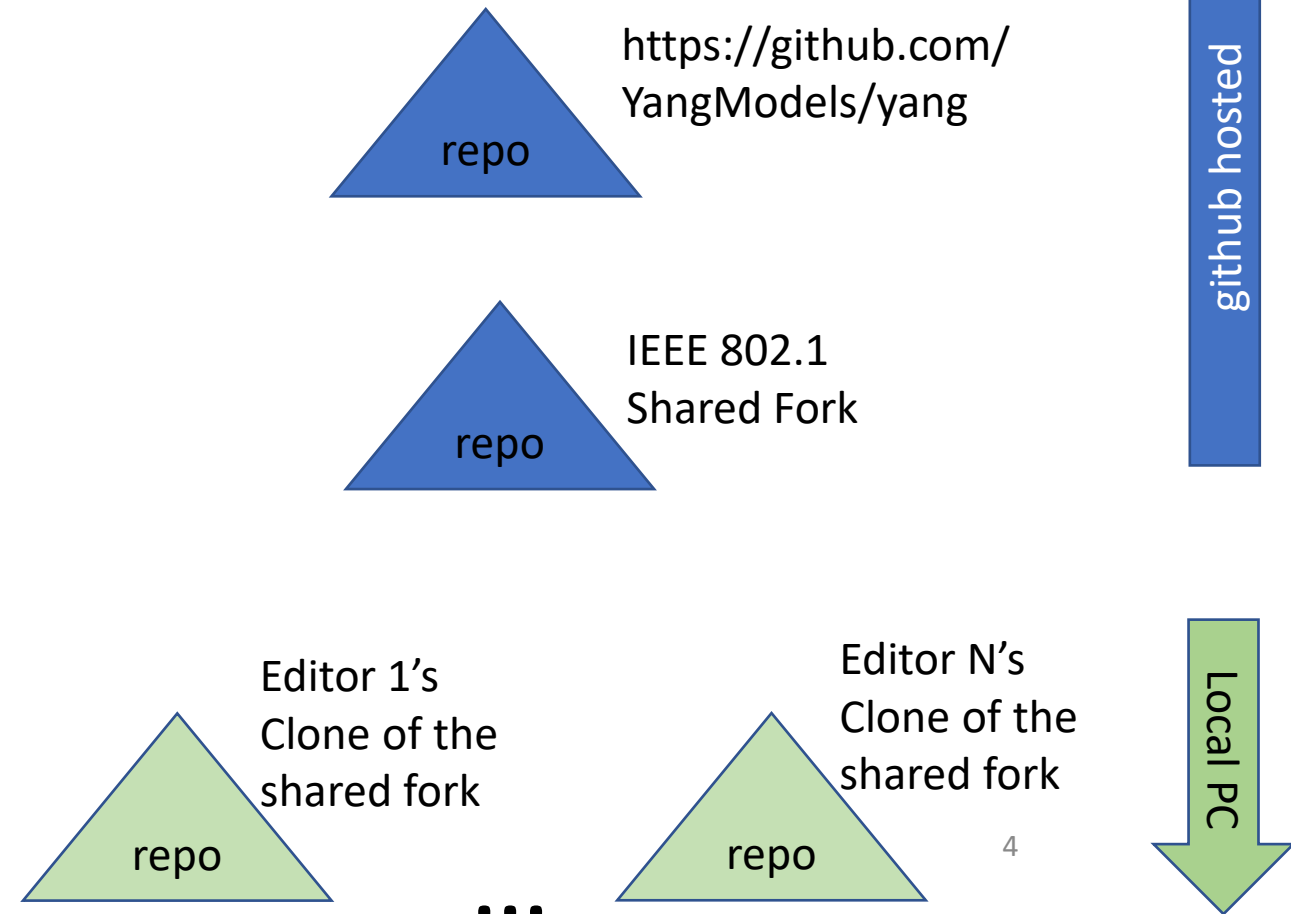 https://github.com/
YangModels/yang
repo
github hosted
IEEE 802.1
Shared Fork
repo
Editor 1’s
Clone of the
shared fork
repo
Editor N’s
Clone of the
shared fork
repo
Local PC
4
...